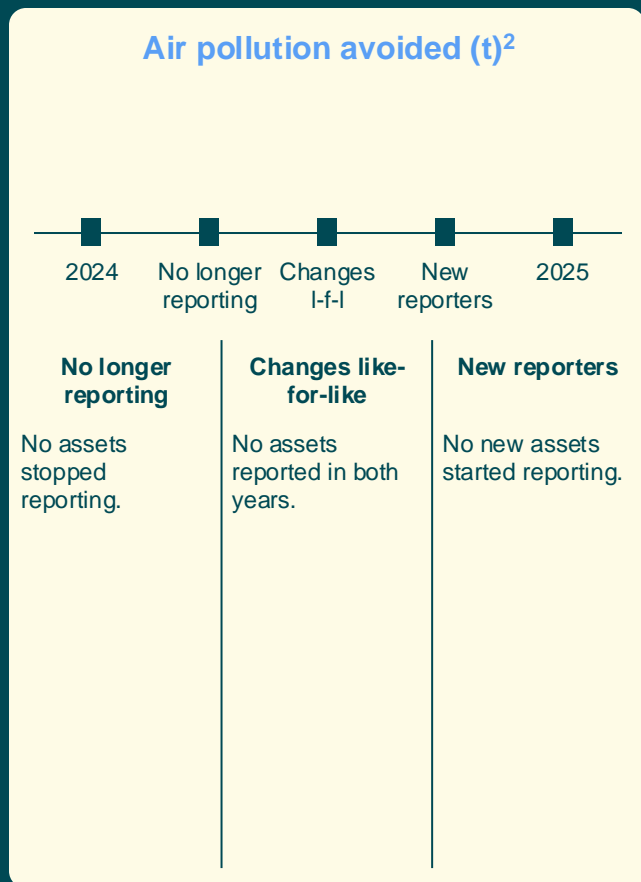 Air pollution avoided (t)²
2024
No longer
reporting
Changes
l-f-l
New
reporters
2025
No longer
reporting
No assets
stopped
reporting.
Changes like-
for-like
No assets
reported in both
years.
New reporters
No new assets
started reporting.